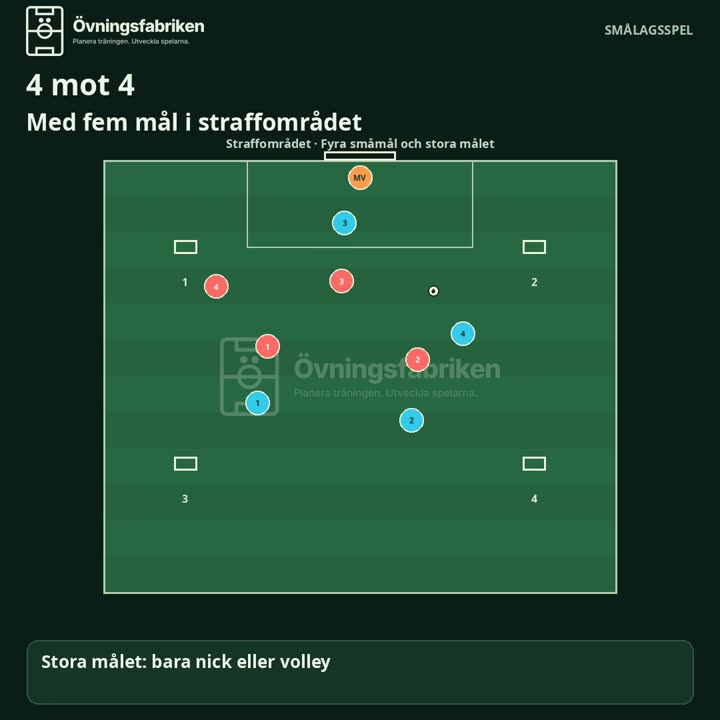 Övningsfabriken
Planera träningen. Utveckla spelarna.
SMÅLAGSSPEL
4 mot 4
Med fem mål i straffområdet
Straffområdet · Fyra småmål och stora målet
MV
3
1
4
3
2
4
1
2
Övningsfabriken
Planera träningen. Utveckla spelarna.
1
2
3
4
Stora målet: bara nick eller volley